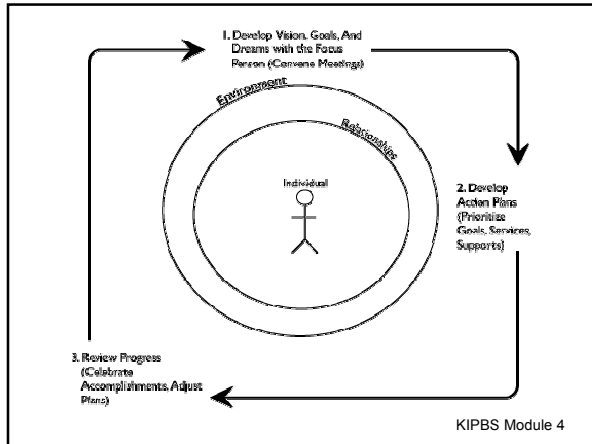 1. Develop Vision, Goals, And
Dreams with the Focus
Person (Convene Meetings)
Environment
Relationships
Individual
2. Develop
Action Plans
(Prioritize
Goals, Services,
Supports)
3. Review Progress
(Celebrate
Accomplishments, Adjust
Plans)
KIPBS Module 4